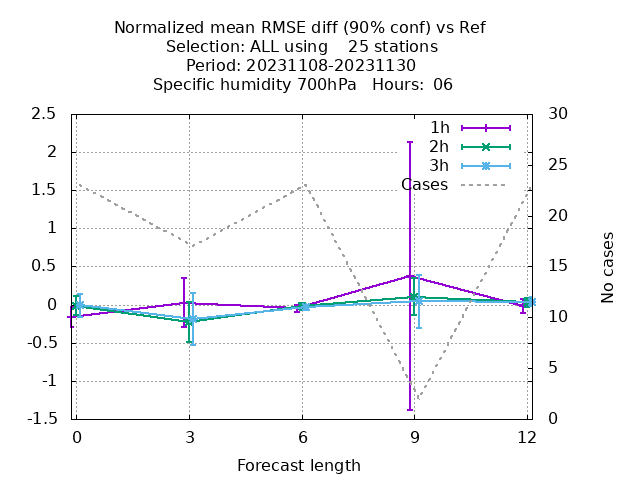 Normalized mean RMSE diff (90% conf) vs Ref
Selection: ALL using    25 stations
Period: 20231108-20231130
Specific humidity 700hPa   Hours:  06
2.5
2
1.5
1
0.5
0
-0.5
-1
-1.5
30
25
20
15
10
5
0
1h
2h
3h
Cases
No cases
0 3 6 9 12
Forecast length